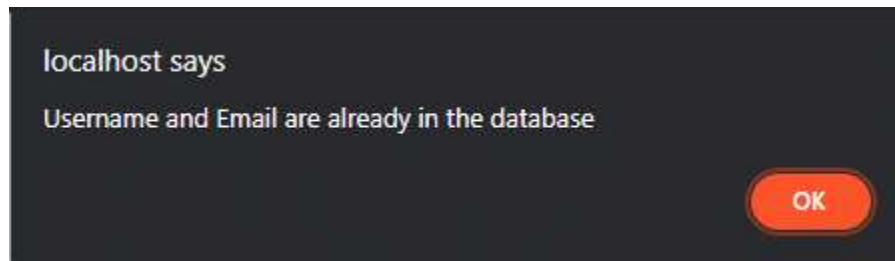 localhost says
Username and Email are already in the database
OK